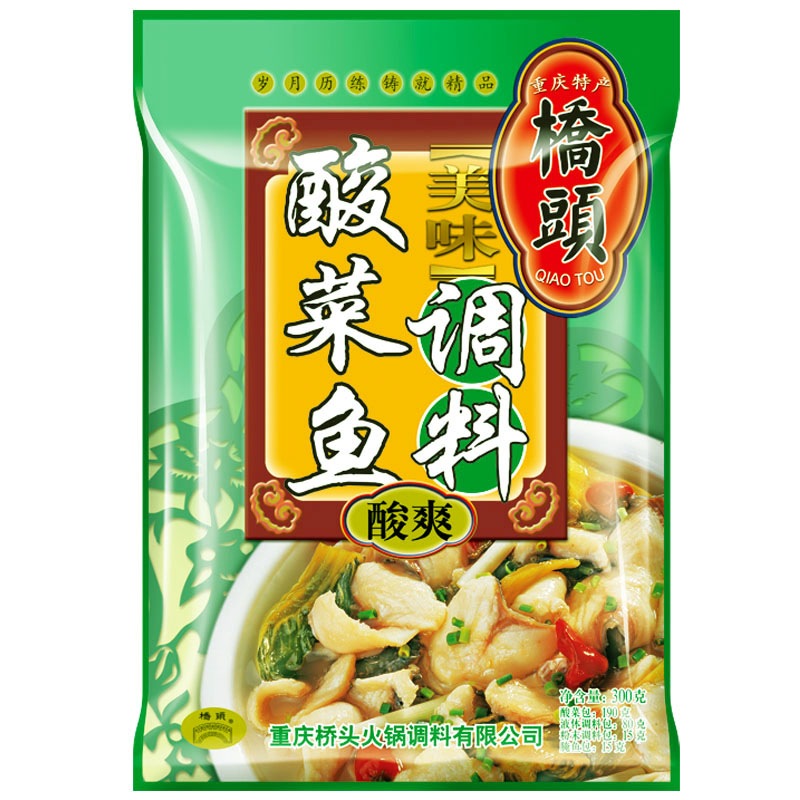 岁月历练铸就精品
重庆特产
橋頭
QIAO TOU
【美味】
酸菜鱼
调料
酸爽
净含量：300克
酸菜包：190克
液体调料包：80克
粉末调料包：15克
腌鱼包：15克
橋頭®
重庆桥头火锅调料有限公司